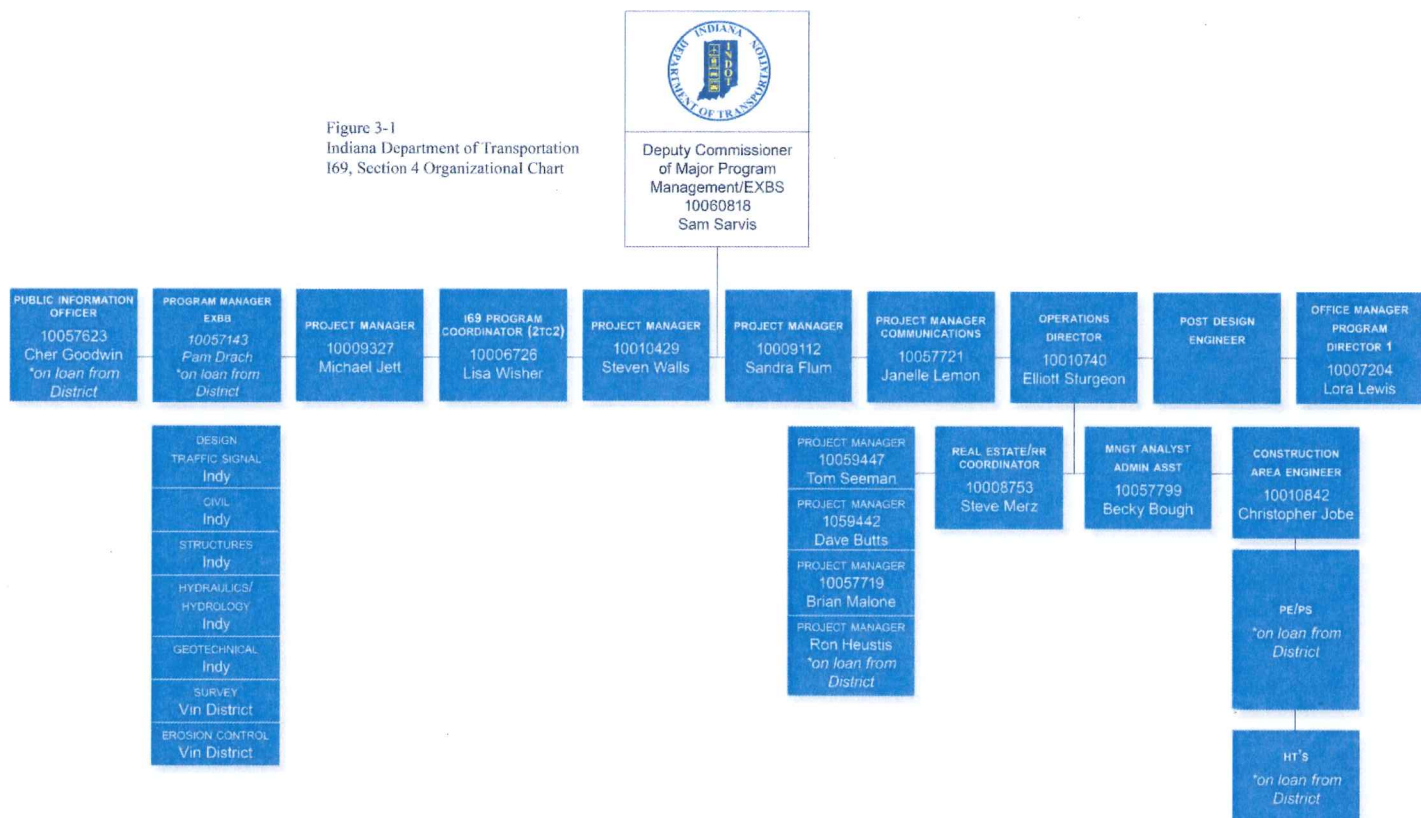 INDIANA
DEPARTMENT OF TRANSPORTATION
INDOT
Figure 3-1
Indiana Department of Transportation
I69, Section 4 Organizational Chart
Deputy Commissioner
of Major Program
Management/EXBS
10060818
Sam Sarvis
PUBLIC INFORMATION
OFFICER
10057623
Cher Goodwin
*on loan from
District
PROGRAM MANAGER
EXBB
10057143
Pam Drach
*on loan from
District
PROJECT MANAGER
10009327
Michael Jett
I69 PROGRAM
COORDINATOR (2TC2)
10006726
Lisa Wisher
PROJECT MANAGER
10010429
Steven Walls
PROJECT MANAGER
10009112
Sandra Flum
PROJECT MANAGER
COMMUNICATIONS
10057721
Janelle Lemon
OPERATIONS
DIRECTOR
10010740
Elliott Sturgeon
POST DESIGN
ENGINEER
OFFICE MANAGER
PROGRAM
DIRECTOR 1
10007204
Lora Lewis
DESIGN
TRAFFIC SIGNAL
Indy
CIVIL
Indy
STRUCTURES
Indy
HYDRAULICS/
HYDROLOGY
Indy
GEOTECHNICAL
Indy
SURVEY
Vin District
EROSION CONTROL
Vin District
PROJECT MANAGER
10059447
Tom Seeman
PROJECT MANAGER
1059442
Dave Butts
PROJECT MANAGER
10057719
Brian Malone
PROJECT MANAGER
Ron Heustis
*on loan from
District
REAL ESTATE/RR
COORDINATOR
10008753
Steve Merz
MNGT ANALYST
ADMIN ASST
10057799
Becky Bough
CONSTRUCTION
AREA ENGINEER
10010842
Christopher Jobe
PE/PS
*on loan from
District
HT'S
*on loan from
District